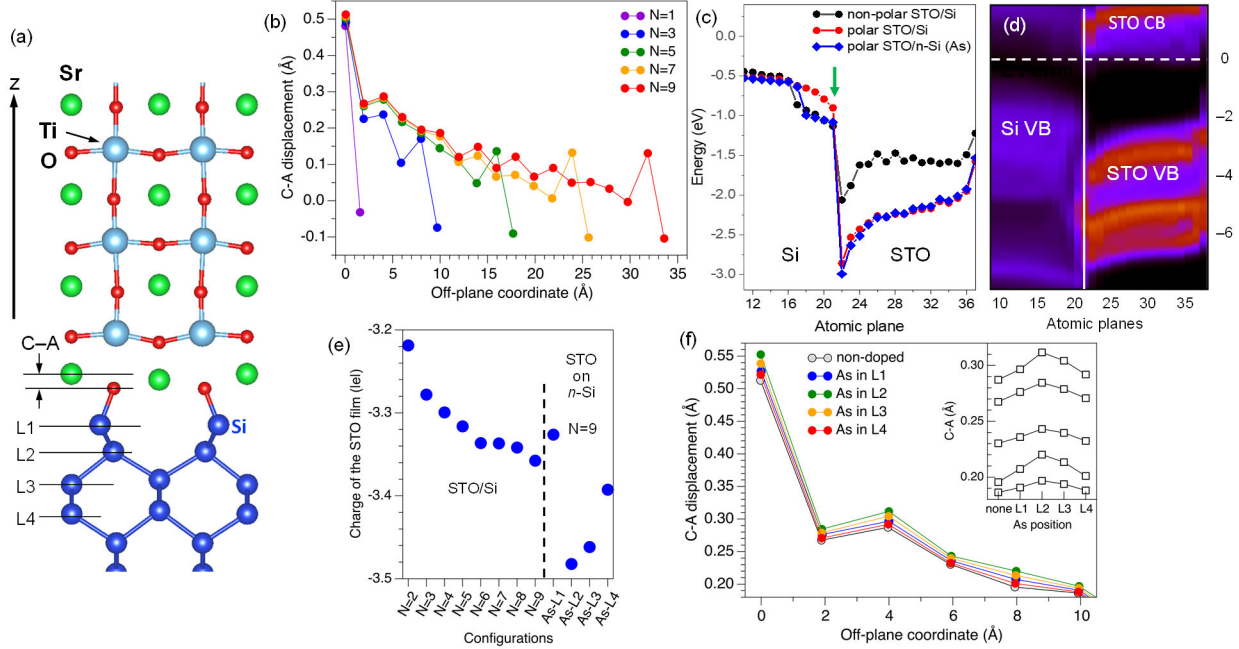 (a)
z
Sr
Ti
O
C–A
L1
L2
L3
L4
Si
(b)
C-A displacement (Å)
0.5
0.4
0.3
0.2
0.1
0.0
-0.1
N=1
N=3
N=5
N=7
N=9
0 5 10 15 20 25 30 35
Off-plane coordinate (Å)
(c)
Energy (eV)
0.0
-0.5
-1.0
-1.5
-2.0
-2.5
-3.0
non-polar STO/Si
polar STO/Si
polar STO/n-Si (As)
Si STO
12 16 20 24 28 32 36
Atomic plane
(d)
STO CB
Si VB
STO VB
0
−2
−4
−6
10 15 20 25 30 35
Atomic planes
(e)
Charge of the STO film (IeI)
-3.2
-3.3
-3.4
-3.5
STO
on
n-Si
N=9
STO/Si
N=2 N=3 N=4 N=5 N=6 N=7 N=8 N=9 As-L1 As-L2 As-L3 As-L4
Configurations
(f)
C-A displacement (Å)
0.55
0.50
0.45
0.40
0.35
0.30
0.25
0.20
non-doped
As in L1
As in L2
As in L3
As in L4
C-A (Å)
0.30
0.20
none L1 L2 L3 L4
As position
0 2 4 6 8 10
Off-plane coordinate (Å)